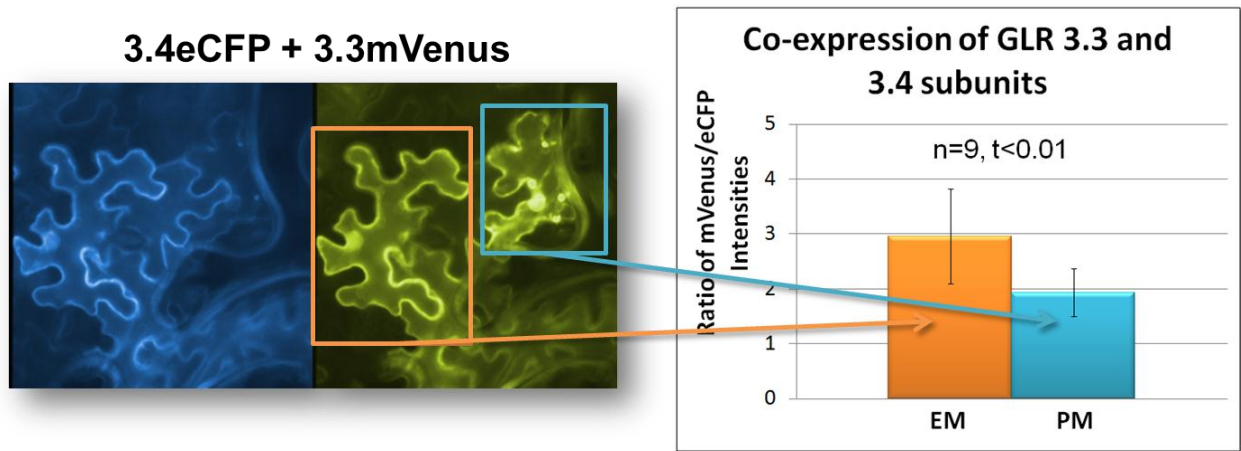 3.4eCFP + 3.3mVenus
Co-expression of GLR 3.3 and
3.4 subunits
Ratio of mVenus/eCFP
Intensities
5
4
3
2
1
0
n=9, t<0.01
EM PM